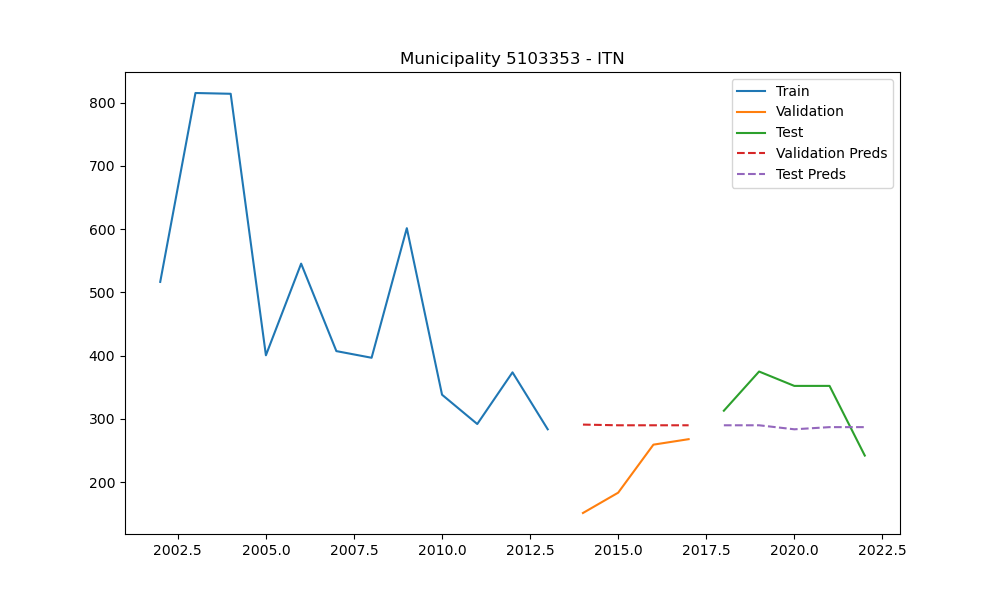 Municipality 5103353 - ITN
Train
Validation
Test
Validation Preds
Test Preds
800
700
600
500
400
300
200
2002.5 2005.0 2007.5 2010.0 2012.5 2015.0 2017.5 2020.0 2022.5